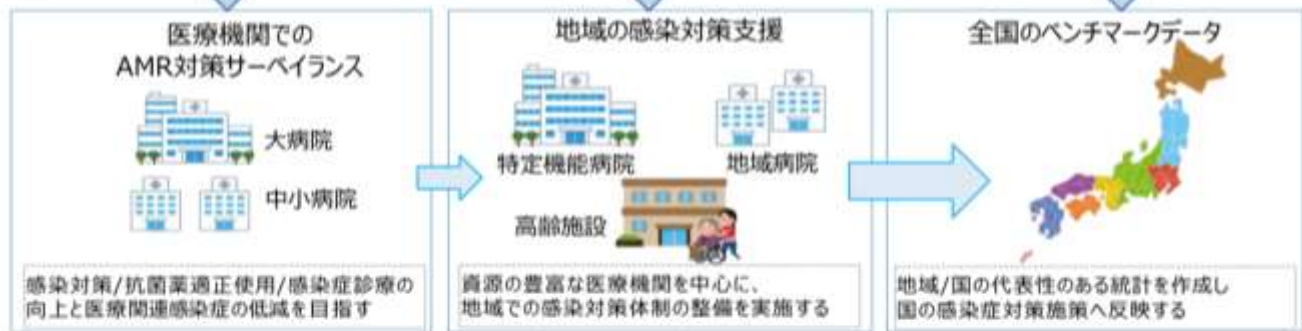 医療機関での
AMR対策サーベイランス
大病院
中小病院
感染対策/抗菌薬適正使用/感染症診療の
向上と医療関連感染症の低減を目指す
地域の感染対策支援
特定機能病院
地域病院
高齢施設
資源の豊富な医療機関を中心に、
地域での感染対策体制の整備を実施する
全国のベンチマークデータ
地域/国の代表性のある統計を作成し
国の感染症対策施策へ反映する